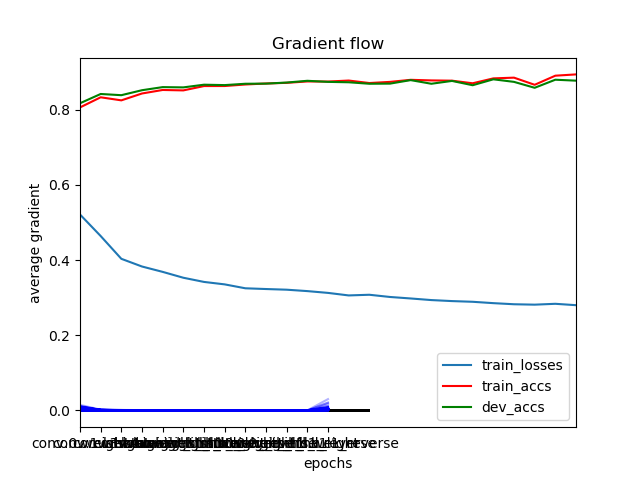 Gradient flow
average gradient
0.8
0.6
0.4
0.2
0.0
train_losses
train_accs
dev_accs
epochs